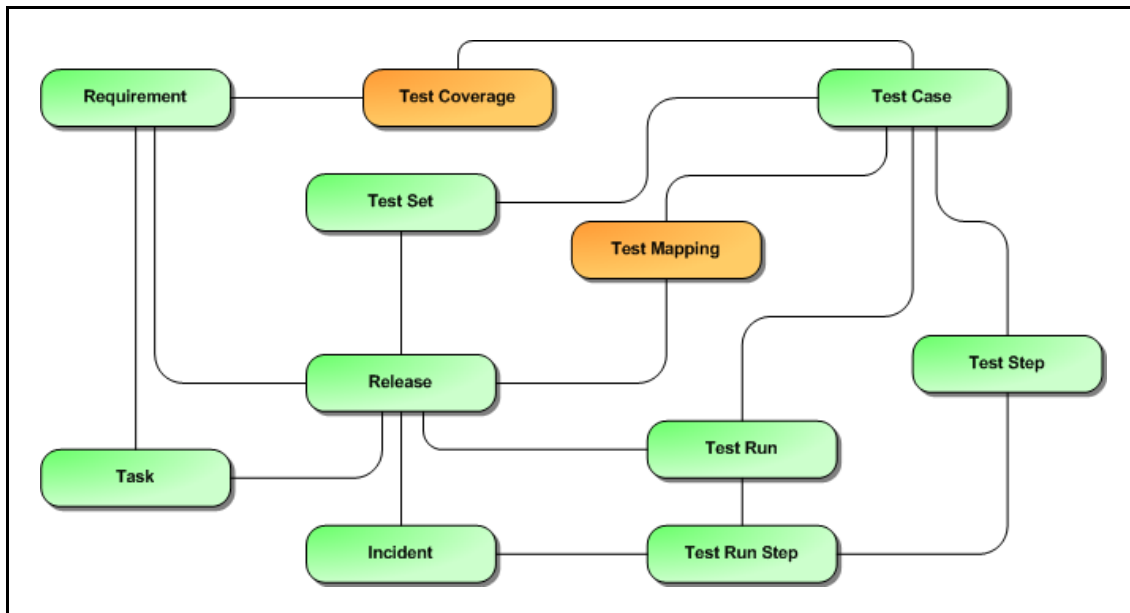 Requirement
Test Coverage
Test Case
Test Set
Test Mapping
Test Step
Release
Test Run
Task
Incident
Test Run Step